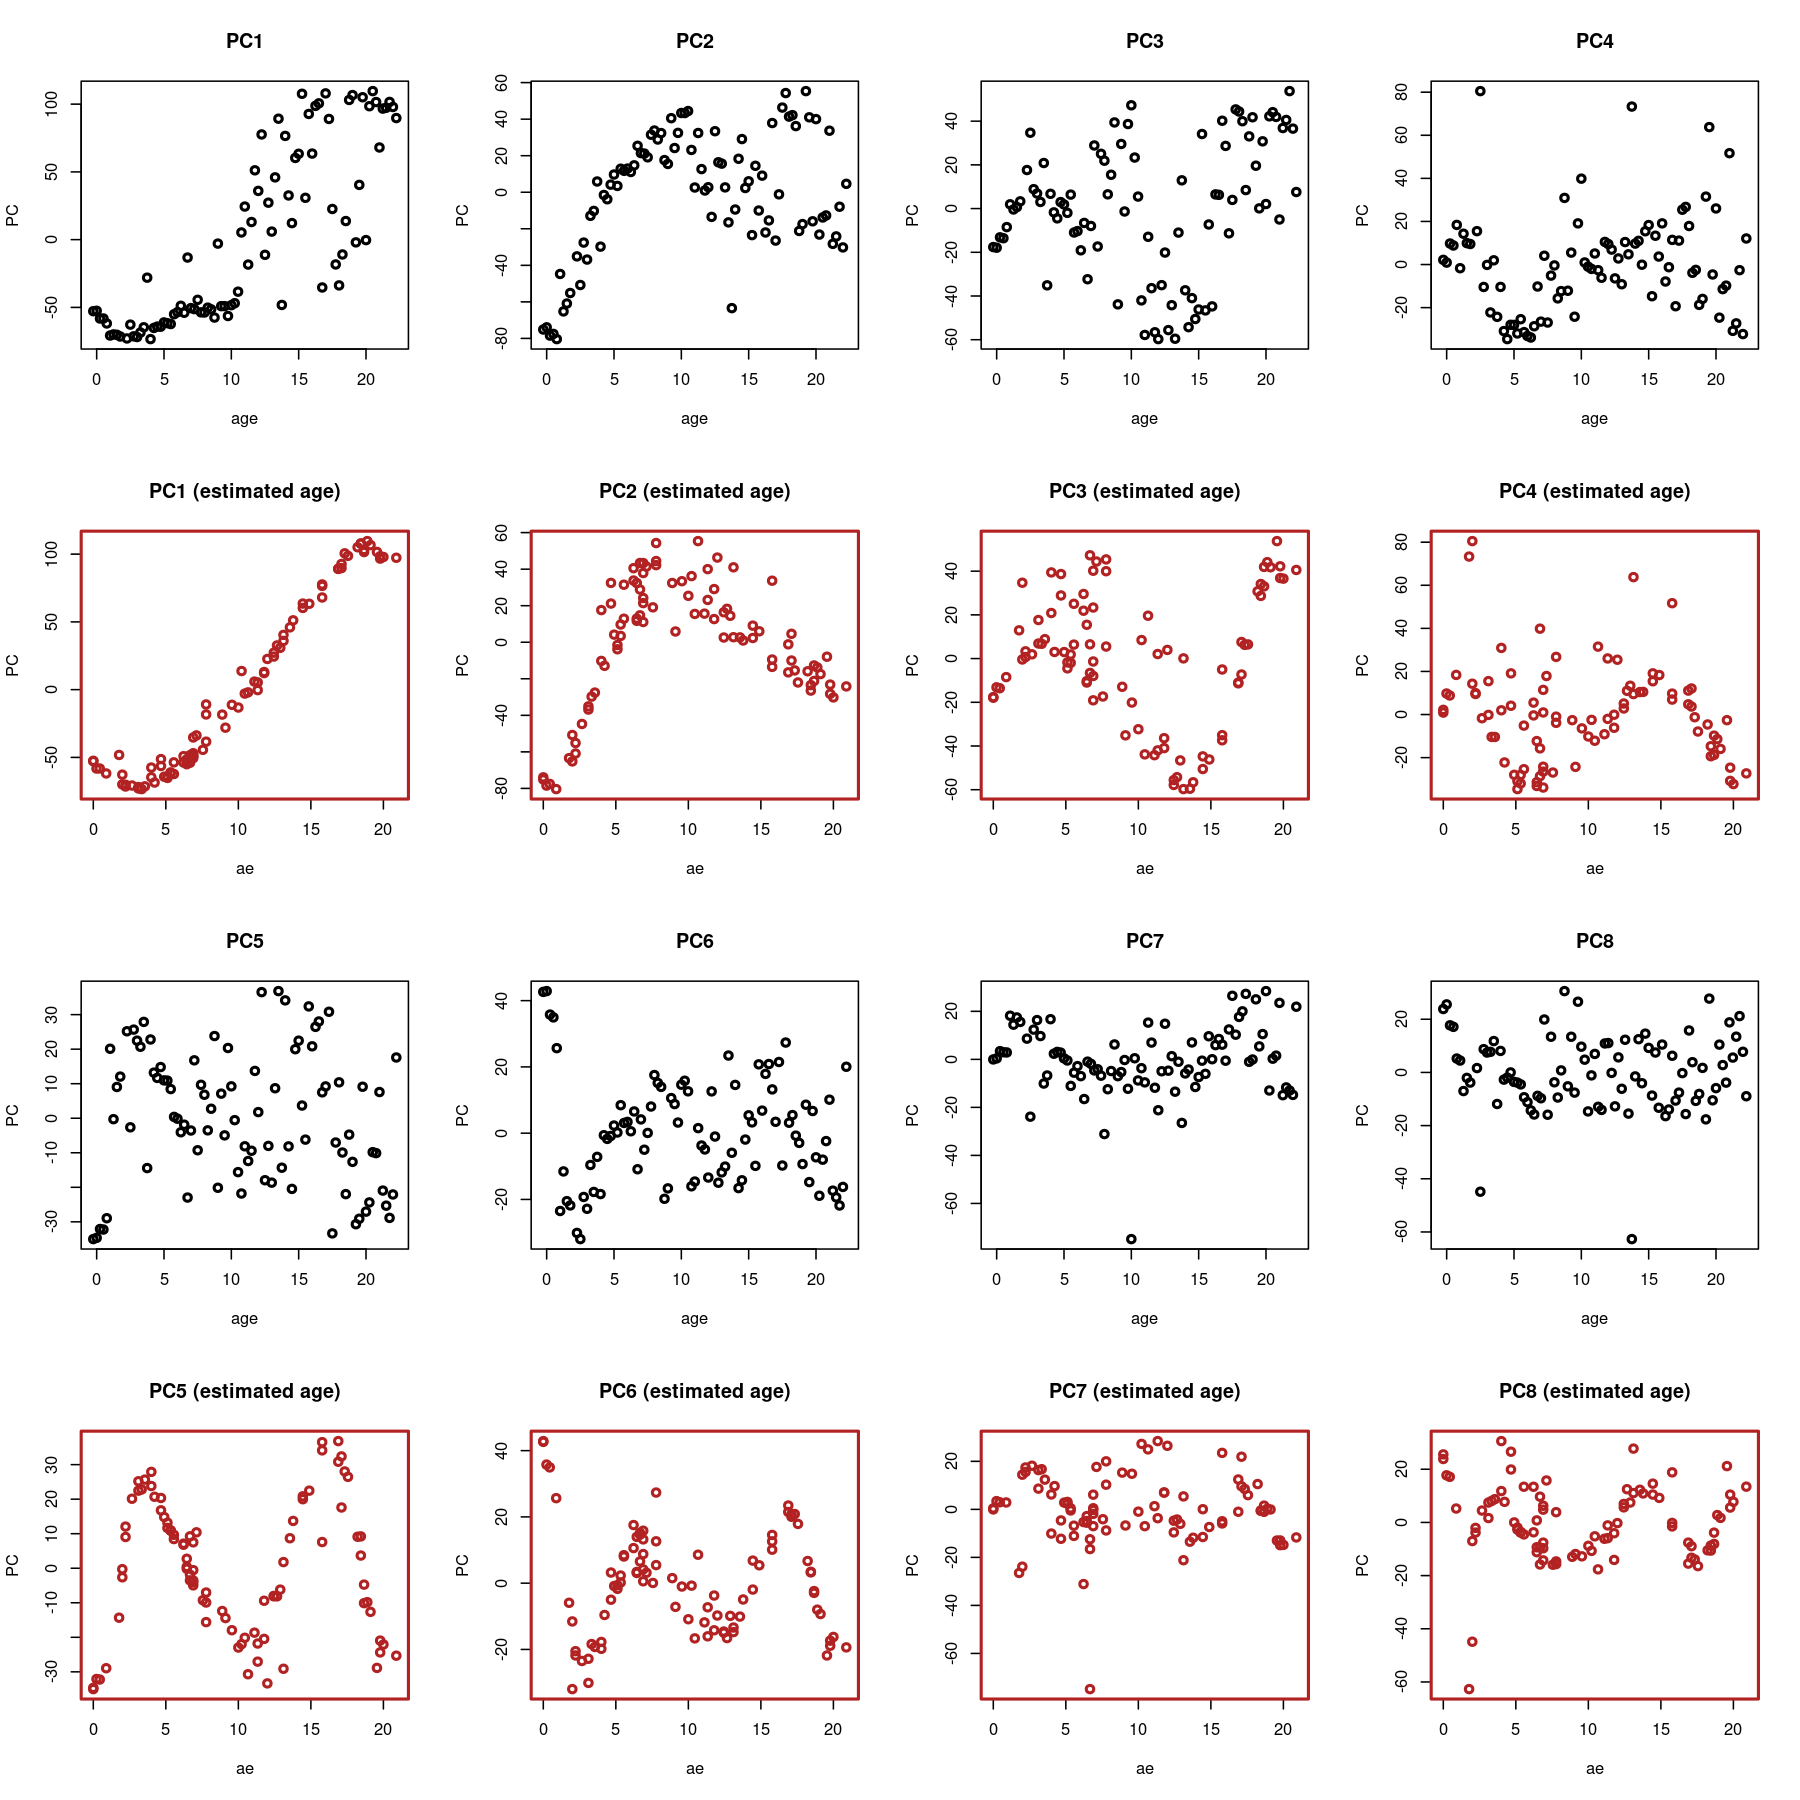 PC1 PC2 PC3 PC4
PC PC PC PC
-50 0 50 100
-80 -40 0 20 40 60
-60 -40 -20 0 20 40
-20 0 20 40 60 80
0 5 10 15 20 0 5 10 15 20 0 5 10 15 20 0 5 10 15 20
age age age age
PC1 (estimated age) PC2 (estimated age) PC3 (estimated age) PC4 (estimated age)
PC PC PC PC
-50 0 50 100
-80 -40 0 20 40 60
-60 -40 -20 0 20 40
-20 0 20 40 60 80
0 5 10 15 20 0 5 10 15 20 0 5 10 15 20 0 5 10 15 20
ae ae ae ae
PC5 PC6 PC7 PC8
PC PC PC PC
-30 -10 0 10 20 30
-20 0 20 40
-60 -40 -20 0 20
-60 -40 -20 0 20
0 5 10 15 20 0 5 10 15 20 0 5 10 15 20 0 5 10 15 20
age age age age
PC5 (estimated age) PC6 (estimated age) PC7 (estimated age) PC8 (estimated age)
PC PC PC PC
-30 -10 0 10 20 30
-20 0 20 40
-60 -40 -20 0 20
-60 -40 -20 0 20
0 5 10 15 20 0 5 10 15 20 0 5 10 15 20 0 5 10 15 20
ae ae ae ae